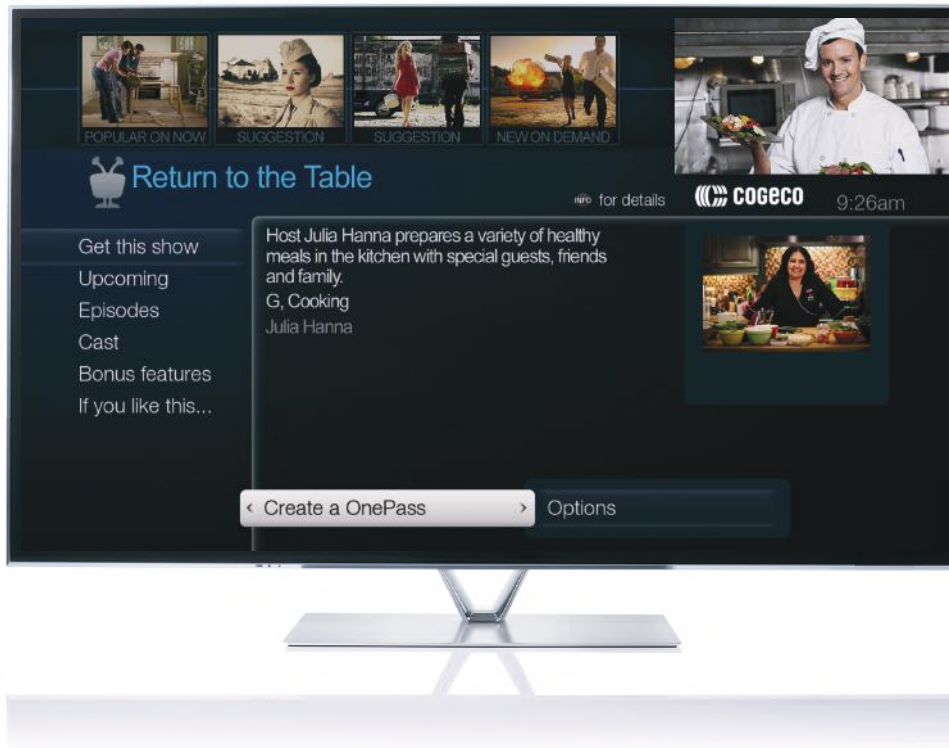 POPULAR ON NOW
SUGGESTION
SUGGESTION
NEW ON DEMAND
Return to the Table
INFO for details
COGECO
9:26am
Get this show
Upcoming
Episodes
Cast
Bonus features
If you like this...
Host Julia Hanna prepares a variety of healthy
meals in the kitchen with special guests, friends
and family.
G, Cooking
Julia Hanna
‹ Create a OnePass ›
Options